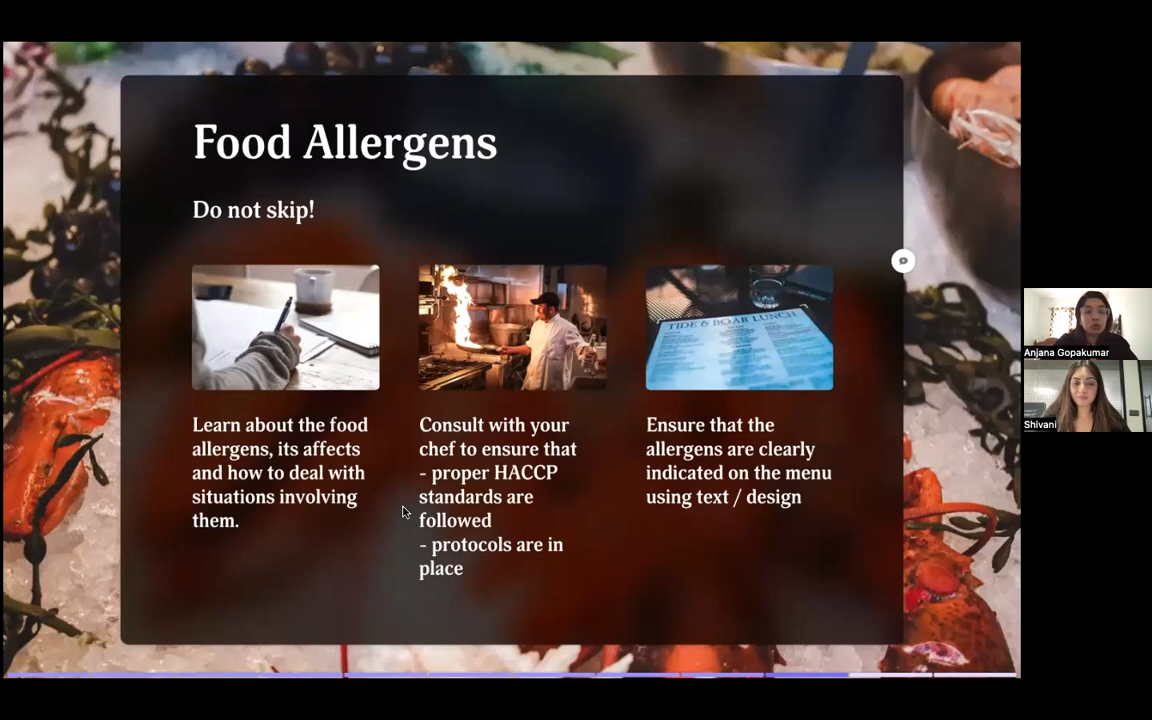 Food Allergens
Do not skip!
TIDE & BOAR LUNCH
Learn about the food
allergens, its affects
and how to deal with
situations involving
them.
Consult with your
chef to ensure that
- proper HACCP
standards are
followed
- protocols are in
place
Ensure that the
allergens are clearly
indicated on the menu
using text / design
Anjana Gopakumar
Shivani